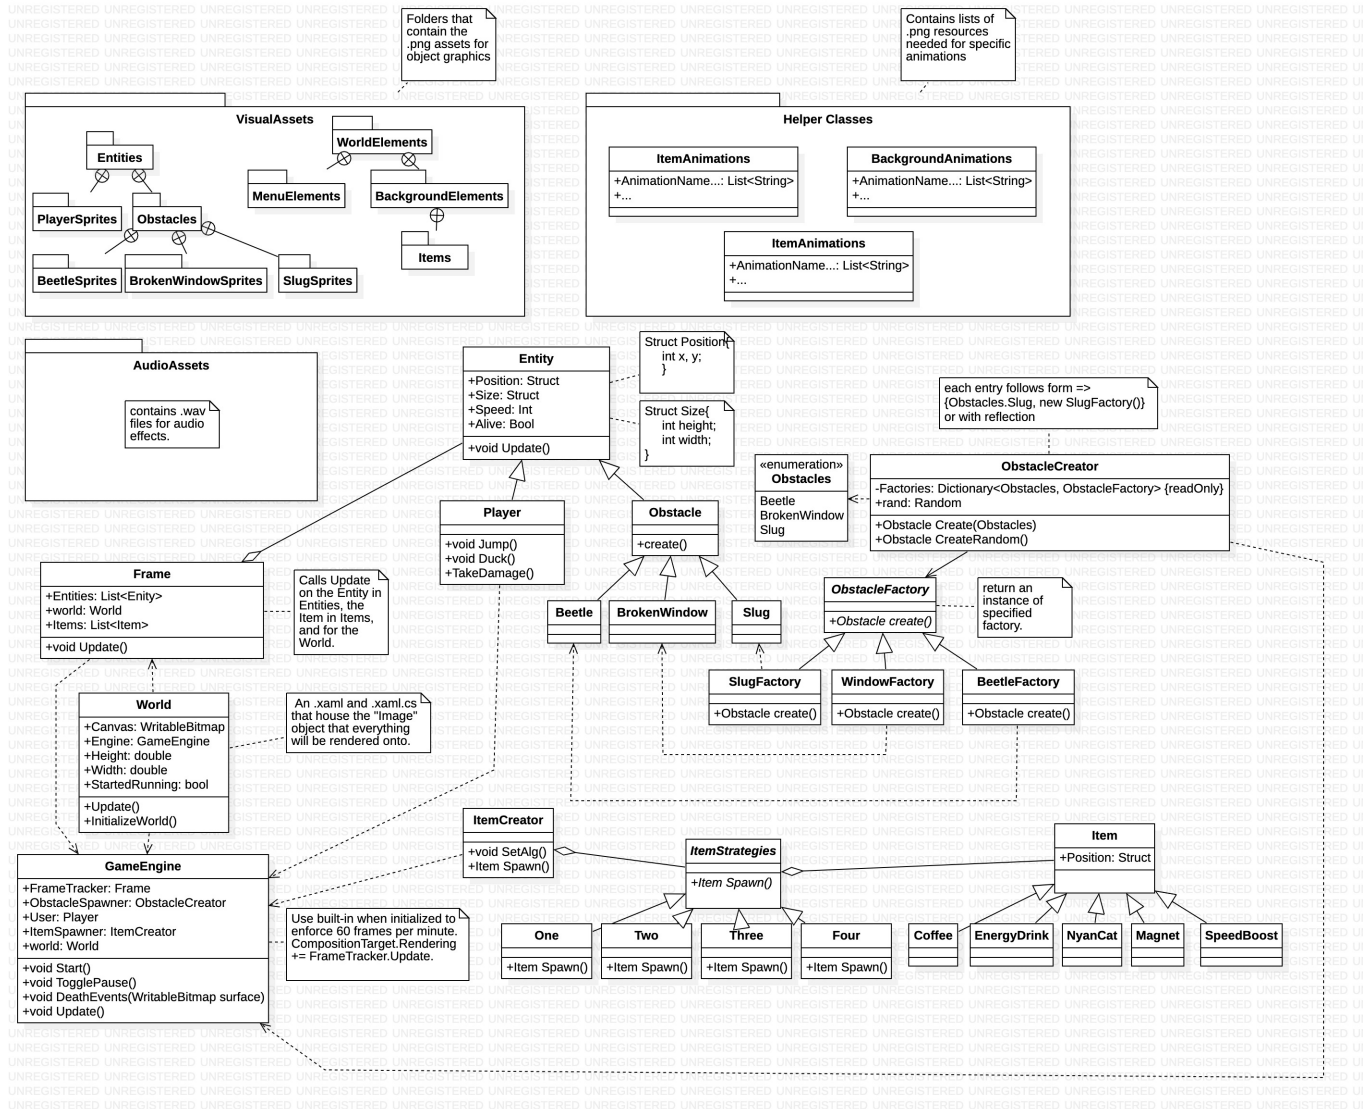 Folders that
contain the
.png assets for
object graphics
Contains lists of
.png resources
needed for specific
animations
VisualAssets
Entities
PlayerSprites
Obstacles
BeetleSprites
BrokenWindowSprites
SlugSprites
WorldElements
MenuElements
BackgroundElements
Items
Helper Classes
ItemAnimations
+AnimationName...: List<String>
+...
BackgroundAnimations
+AnimationName...: List<String>
+...
ItemAnimations
+AnimationName...: List<String>
+...
AudioAssets
contains .wav
files for audio
effects.
Entity
+Position: Struct
+Size: Struct
+Speed: Int
+Alive: Bool
+void Update()
Struct Position{
int x, y;
}
Struct Size{
int height;
int width;
}
each entry follows form =>
{Obstacles.Slug, new SlugFactory()}
or with reflection
«enumeration»
Obstacles
Beetle
BrokenWindow
Slug
ObstacleCreator
-Factories: Dictionary<Obstacles, ObstacleFactory> {readOnly}
+rand: Random
+Obstacle Create(Obstacles)
+Obstacle CreateRandom()
Player
+void Jump()
+void Duck()
+TakeDamage()
Obstacle
+create()
Frame
+Entities: List<Enity>
+world: World
+Items: List<Item>
+void Update()
Calls Update
on the Entity in
Entities, the
Item in Items,
and for the
World.
Beetle
BrokenWindow
Slug
ObstacleFactory
+Obstacle create()
return an
instance of
specified
factory.
SlugFactory
+Obstacle create()
WindowFactory
+Obstacle create()
BeetleFactory
+Obstacle create()
World
+Canvas: WritableBitmap
+Engine: GameEngine
+Height: double
+Width: double
+StartedRunning: bool
+Update()
+InitializeWorld()
An .xaml and .xaml.cs
that house the "Image"
object that everything
will be rendered onto.
ItemCreator
+void SetAlg()
+Item Spawn()
ItemStrategies
+Item Spawn()
Item
+Position: Struct
GameEngine
+FrameTracker: Frame
+ObstacleSpawner: ObstacleCreator
+User: Player
+ItemSpawner: ItemCreator
+world: World
+void Start()
+void TogglePause()
+void DeathEvents(WritableBitmap surface)
+void Update()
Use built-in when initialized to
enforce 60 frames per minute.
CompositionTarget.Rendering
+= FrameTracker.Update.
One
+Item Spawn()
Two
+Item Spawn()
Three
+Item Spawn()
Four
+Item Spawn()
Coffee
EnergyDrink
NyanCat
Magnet
SpeedBoost